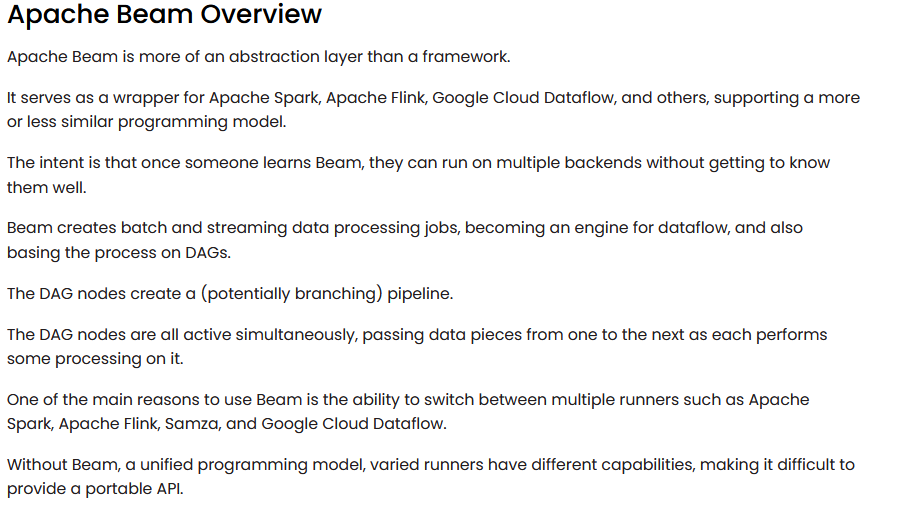 Apache Beam Overview
Apache Beam is more of an abstraction layer than a framework.
It serves as a wrapper for Apache Spark, Apache Flink, Google Cloud Dataflow, and others, supporting a more
or less similar programming model.
The intent is that once someone learns Beam, they can run on multiple backends without getting to know
them well.
Beam creates batch and streaming data processing jobs, becoming an engine for dataflow, and also
basing the process on DAGs.
The DAG nodes create a (potentially branching) pipeline.
The DAG nodes are all active simultaneously, passing data pieces from one to the next as each performs
some processing on it.
One of the main reasons to use Beam is the ability to switch between multiple runners such as Apache
Spark, Apache Flink, Samza, and Google Cloud Dataflow.
Without Beam, a unified programming model, varied runners have different capabilities, making it difficult to
provide a portable API.